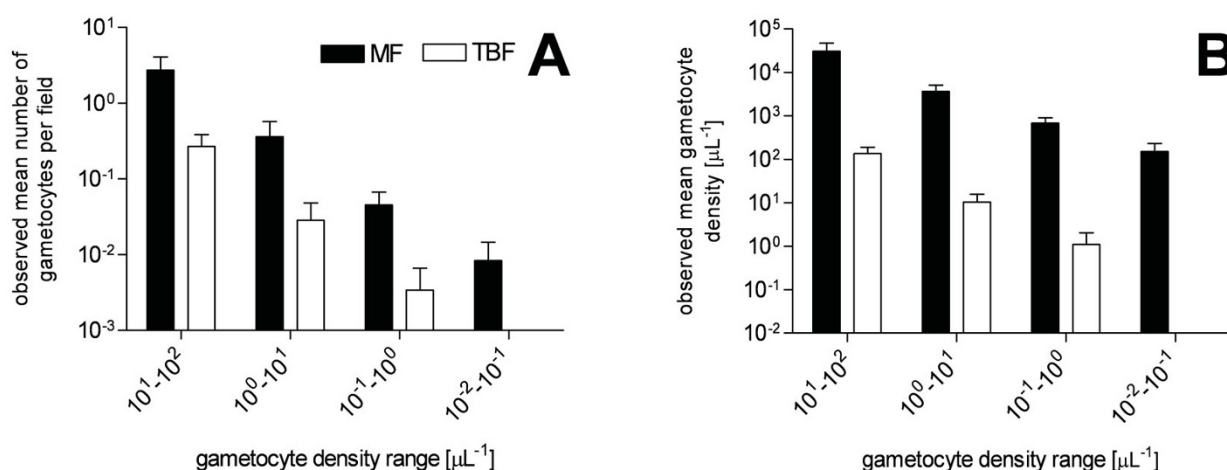 A
MF TBF
observed mean number of
gametocytes per field
10¹
10⁰
10⁻¹
10⁻²
10⁻³
10¹-10²
10⁰-10¹
10⁻¹-10⁰
10⁻²-10⁻¹
gametocyte density range [µL⁻¹]
B
observed mean gametocyte
density [µL⁻¹]
10⁵
10⁴
10³
10²
10¹
10⁰
10⁻¹
10⁻²
10¹-10²
10⁰-10¹
10⁻¹-10⁰
10⁻²-10⁻¹
gametocyte density range [µL⁻¹]